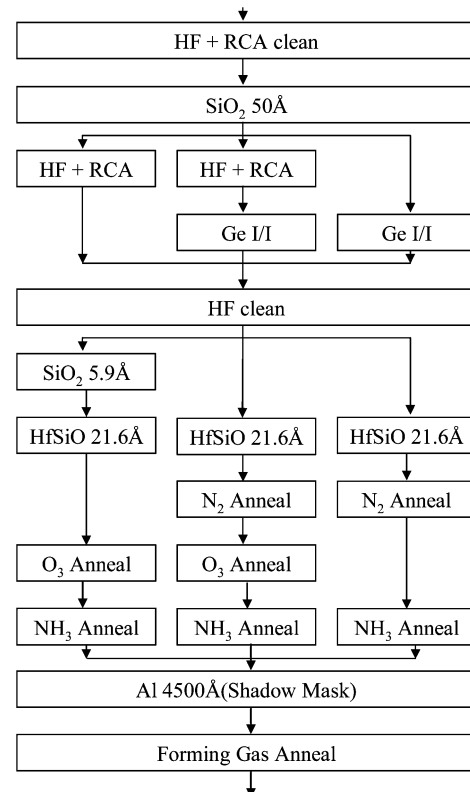 HF + RCA clean
SiO₂ 50Å
HF + RCA
HF + RCA
Ge I/I
Ge I/I
HF clean
SiO₂ 5.9Å
HfSiO 21.6Å
HfSiO 21.6Å
HfSiO 21.6Å
N₂ Anneal
N₂ Anneal
O₃ Anneal
O₃ Anneal
NH₃ Anneal
NH₃ Anneal
NH₃ Anneal
Al 4500Å(Shadow Mask)
Forming Gas Anneal